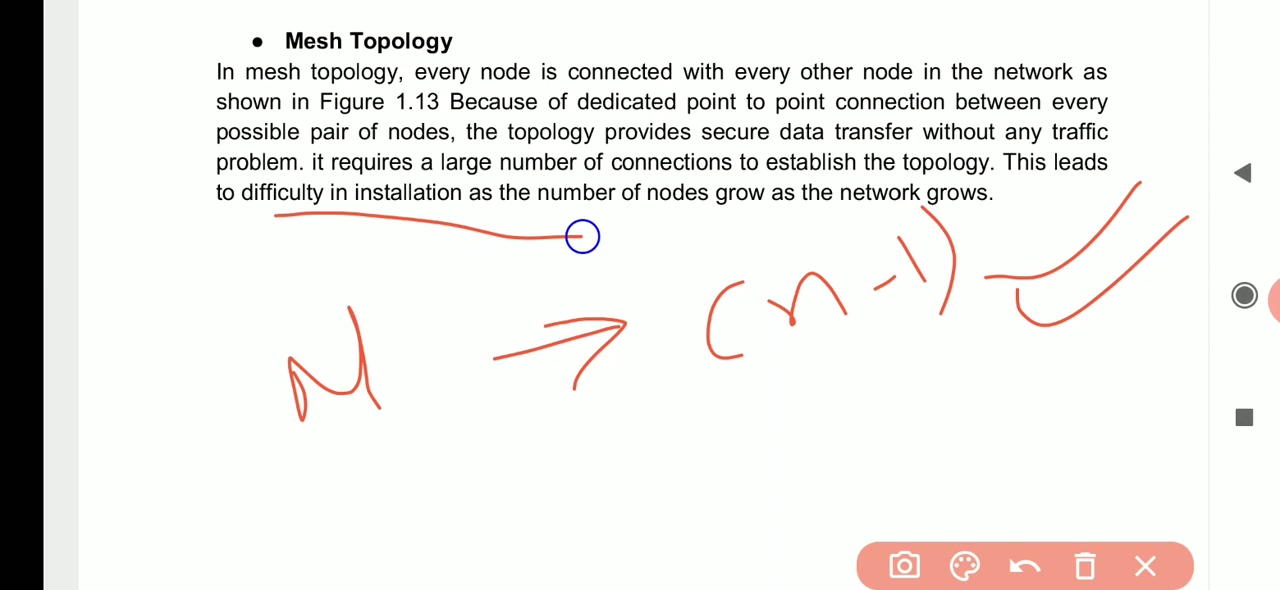 • Mesh Topology
In mesh topology, every node is connected with every other node in the network as
shown in Figure 1.13 Because of dedicated point to point connection between every
possible pair of nodes, the topology provides secure data transfer without any traffic
problem. it requires a large number of connections to establish the topology. This leads
to difficulty in installation as the number of nodes grow as the network grows.
N → (n-1)